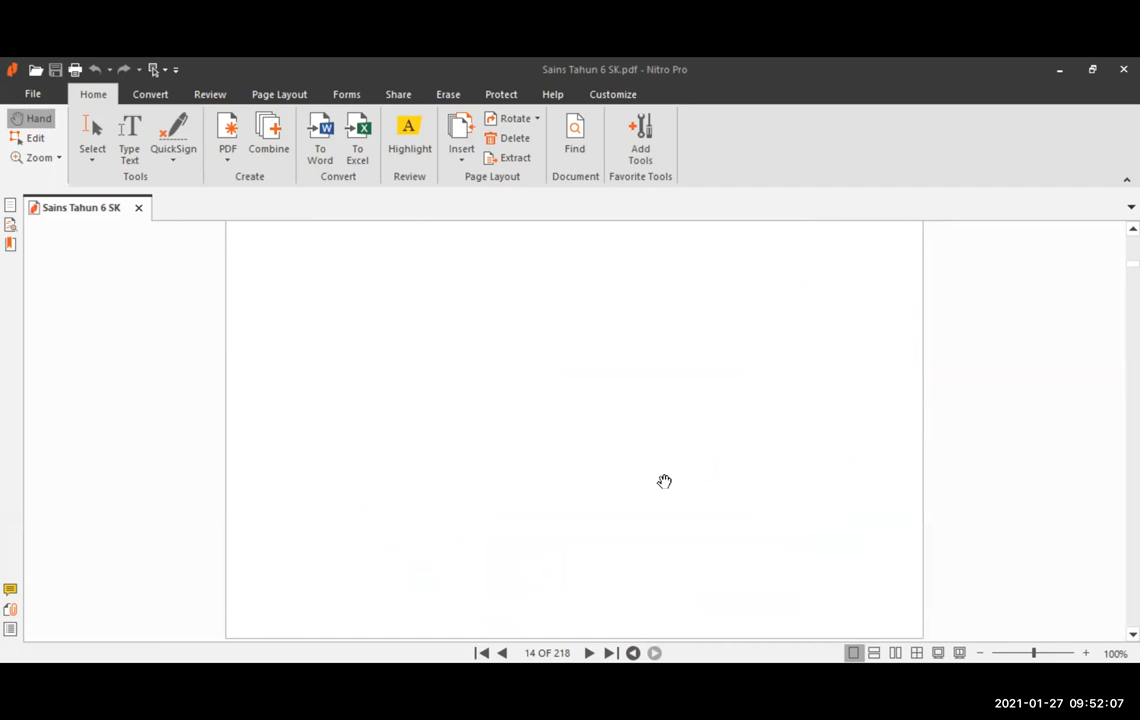 Sains Tahun 6 SK.pdf - Nitro Pro
File Home Convert Review Page Layout Forms Share Erase Protect Help Customize
Hand
Edit
Zoom
Select
Type Text
QuickSign
Tools
PDF
Combine
Create
To Word
To Excel
Convert
Highlight
Review
Insert
Rotate
Delete
Extract
Page Layout
Find
Document
Add Tools
Favorite Tools
Sains Tahun 6 SK
14 OF 218
100%
2021-01-27 09:52:07